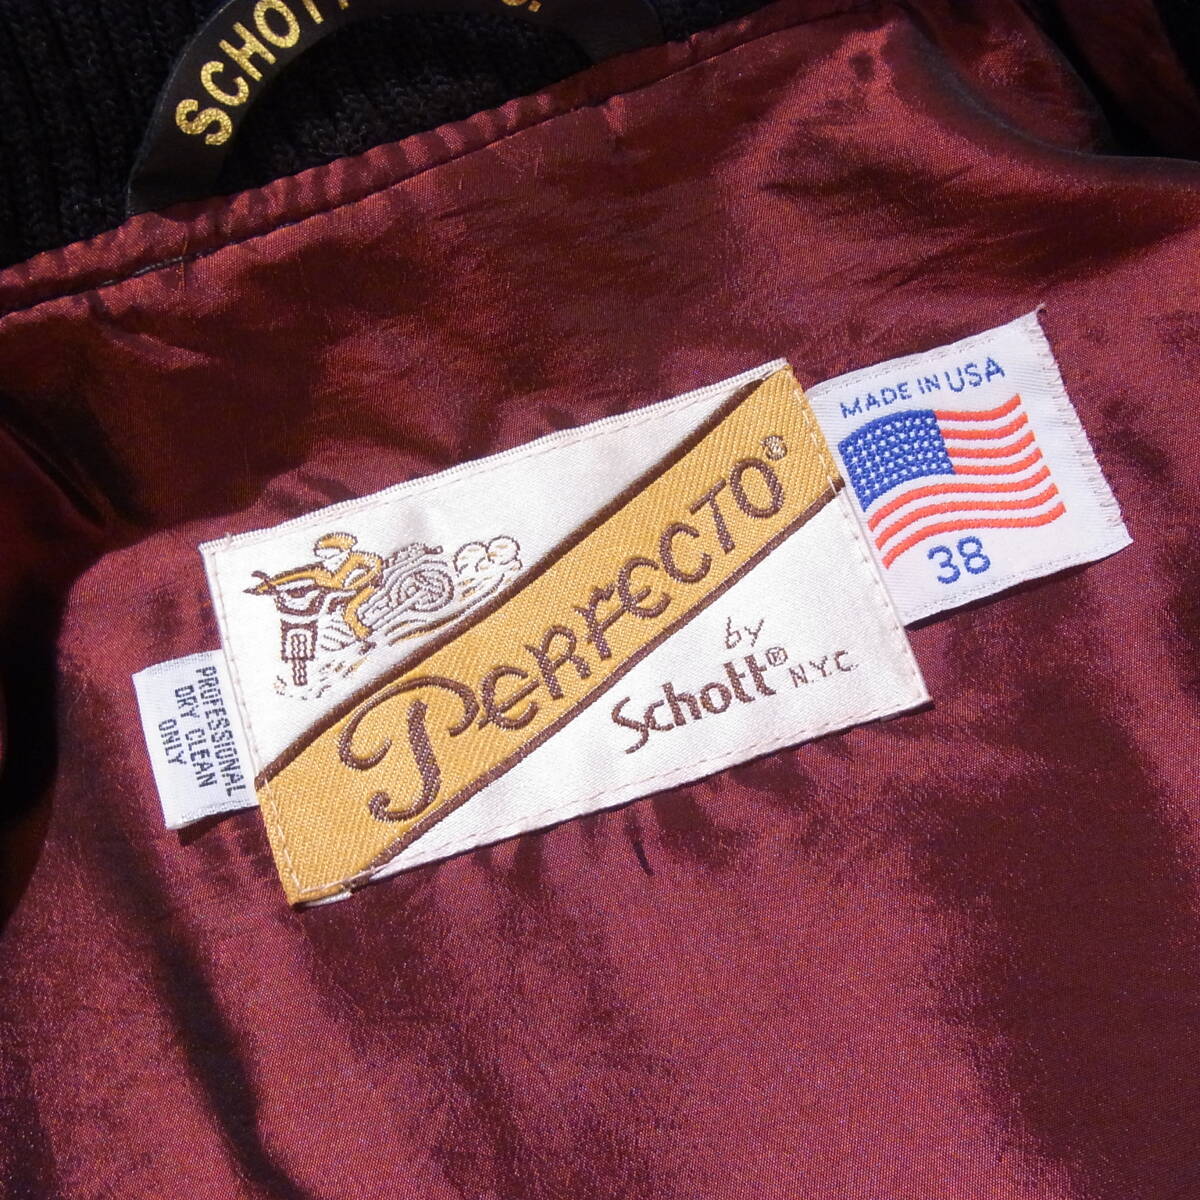 SCHOTT
MADE IN USA
38
PERFECTO®
by
Schott®
N.Y.C.
PROFESSIONAL
DRY CLEAN
ONLY